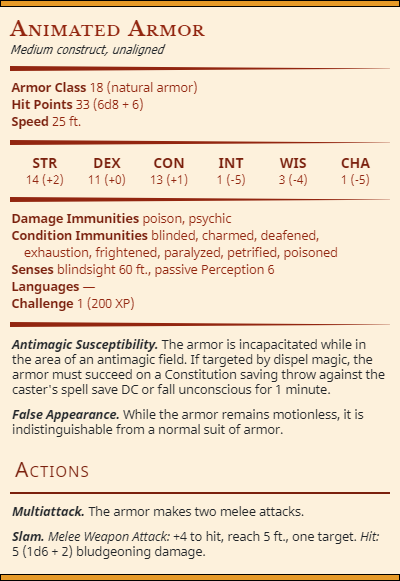 Animated Armor
Medium construct, unaligned
Armor Class 18 (natural armor)
Hit Points 33 (6d8 + 6)
Speed 25 ft.
STR DEX CON INT WIS CHA
14 (+2) 11 (+0) 13 (+1) 1 (-5) 3 (-4) 1 (-5)
Damage Immunities poison, psychic
Condition Immunities blinded, charmed, deafened,
exhaustion, frightened, paralyzed, petrified, poisoned
Senses blindsight 60 ft., passive Perception 6
Languages —
Challenge 1 (200 XP)
Antimagic Susceptibility. The armor is incapacitated while in
the area of an antimagic field. If targeted by dispel magic, the
armor must succeed on a Constitution saving throw against the
caster's spell save DC or fall unconscious for 1 minute.
False Appearance. While the armor remains motionless, it is
indistinguishable from a normal suit of armor.
Actions
Multiattack. The armor makes two melee attacks.
Slam. Melee Weapon Attack: +4 to hit, reach 5 ft., one target. Hit:
5 (1d6 + 2) bludgeoning damage.